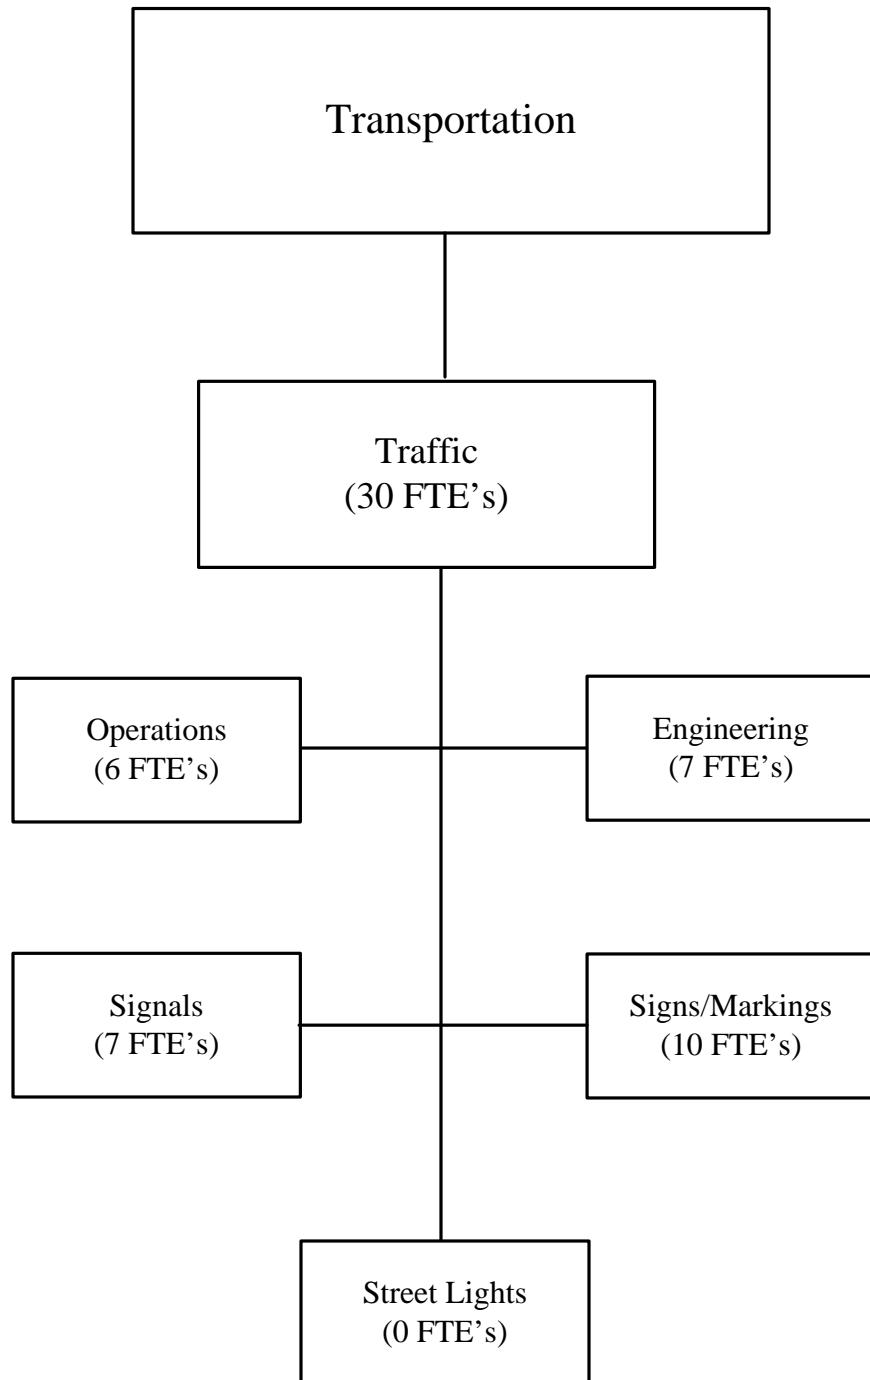 Transportation
Traffic
(30 FTE’s)
Operations
(6 FTE’s)
Engineering
(7 FTE’s)
Signals
(7 FTE’s)
Signs/Markings
(10 FTE’s)
Street Lights
(0 FTE’s)